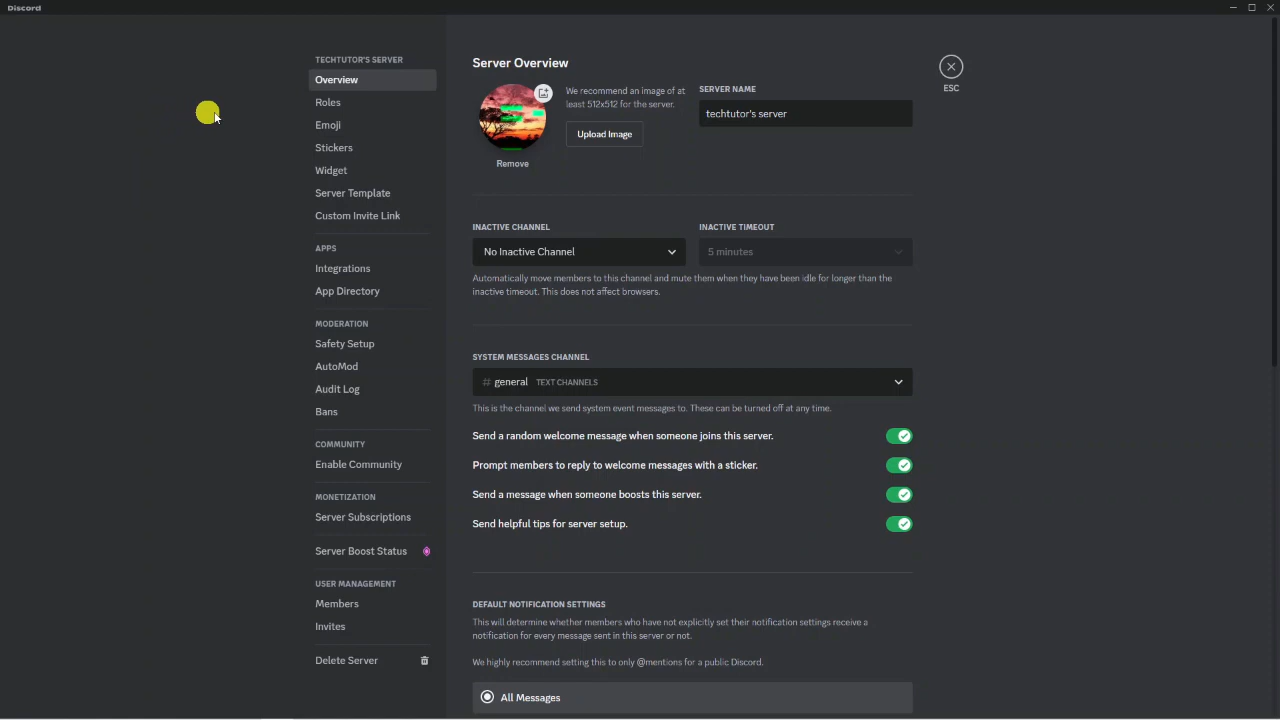 Discord
TECHTUTOR'S SERVER
Overview
Roles
Emoji
Stickers
Widget
Server Template
Custom Invite Link
APPS
Integrations
App Directory
MODERATION
Safety Setup
AutoMod
Audit Log
Bans
COMMUNITY
Enable Community
MONETIZATION
Server Subscriptions
Server Boost Status
USER MANAGEMENT
Members
Invites
Delete Server
Server Overview
We recommend an image of at
least 512x512 for the server.
Upload Image
Remove
SERVER NAME
techtutor's server
ESC
INACTIVE CHANNEL
No Inactive Channel
INACTIVE TIMEOUT
5 minutes
Automatically move members to this channel and mute them when they have been idle for longer than the
inactive timeout. This does not affect browsers.
SYSTEM MESSAGES CHANNEL
# general TEXT CHANNELS
This is the channel we send system event messages to. These can be turned off at any time.
Send a random welcome message when someone joins this server.
Prompt members to reply to welcome messages with a sticker.
Send a message when someone boosts this server.
Send helpful tips for server setup.
DEFAULT NOTIFICATION SETTINGS
This will determine whether members who have not explicitly set their notification settings receive a
notification for every message sent in this server or not.
We highly recommend setting this to only @mentions for a public Discord.
All Messages